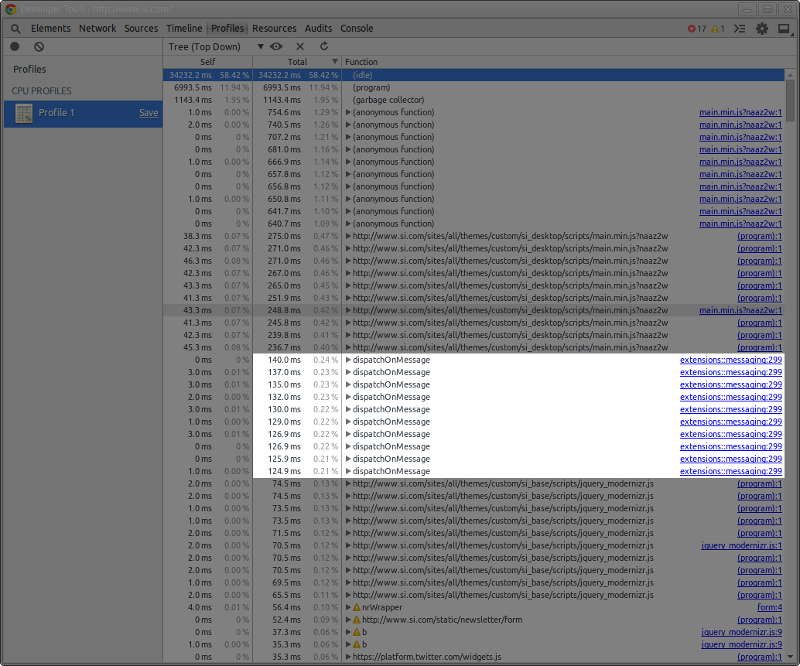 Developer Tools - http://www.si.com/
Elements Network Sources Timeline Profiles Resources Audits Console 17 1
Tree (Top Down)
Profiles
CPU PROFILES
Profile 1 Save
Self Total Function
34232.2 ms 58.42 % 34232.2 ms 58.42 % (idle)
6993.5 ms 11.94 % 6993.5 ms 11.94 % (program)
1143.4 ms 1.95 % 1143.4 ms 1.95 % (garbage collector)
1.0 ms 0.00 % 754.6 ms 1.29 % (anonymous function) main.min.js?naaz2w:1
2.0 ms 0.00 % 740.5 ms 1.26 % (anonymous function) main.min.js?naaz2w:1
0 ms 0 % 707.2 ms 1.21 % (anonymous function) main.min.js?naaz2w:1
0 ms 0 % 681.0 ms 1.16 % (anonymous function) main.min.js?naaz2w:1
1.0 ms 0.00 % 666.9 ms 1.14 % (anonymous function) main.min.js?naaz2w:1
0 ms 0 % 657.8 ms 1.12 % (anonymous function) main.min.js?naaz2w:1
0 ms 0 % 656.8 ms 1.12 % (anonymous function) main.min.js?naaz2w:1
1.0 ms 0.00 % 650.8 ms 1.11 % (anonymous function) main.min.js?naaz2w:1
0 ms 0 % 641.7 ms 1.10 % (anonymous function) main.min.js?naaz2w:1
0 ms 0 % 640.7 ms 1.09 % (anonymous function) main.min.js?naaz2w:1
38.3 ms 0.07 % 275.0 ms 0.47 % http://www.si.com/sites/all/themes/custom/si_desktop/scripts/main.min.js?naaz2w (program):1
42.3 ms 0.07 % 271.0 ms 0.46 % http://www.si.com/sites/all/themes/custom/si_desktop/scripts/main.min.js?naaz2w (program):1
46.3 ms 0.08 % 271.0 ms 0.46 % http://www.si.com/sites/all/themes/custom/si_desktop/scripts/main.min.js?naaz2w (program):1
42.3 ms 0.07 % 267.0 ms 0.46 % http://www.si.com/sites/all/themes/custom/si_desktop/scripts/main.min.js?naaz2w (program):1
43.3 ms 0.07 % 265.0 ms 0.45 % http://www.si.com/sites/all/themes/custom/si_desktop/scripts/main.min.js?naaz2w (program):1
41.3 ms 0.07 % 251.9 ms 0.43 % http://www.si.com/sites/all/themes/custom/si_desktop/scripts/main.min.js?naaz2w (program):1
43.3 ms 0.07 % 248.8 ms 0.42 % http://www.si.com/sites/all/themes/custom/si_desktop/scripts/main.min.js?naaz2w main.min.js?naaz2w:1
41.3 ms 0.07 % 245.8 ms 0.42 % http://www.si.com/sites/all/themes/custom/si_desktop/scripts/main.min.js?naaz2w (program):1
42.3 ms 0.07 % 239.8 ms 0.41 % http://www.si.com/sites/all/themes/custom/si_desktop/scripts/main.min.js?naaz2w (program):1
45.3 ms 0.08 % 236.7 ms 0.40 % http://www.si.com/sites/all/themes/custom/si_desktop/scripts/main.min.js?naaz2w (program):1
0 ms 0 % 140.0 ms 0.24 % dispatchOnMessage extensions::messaging:299
3.0 ms 0.01 % 137.0 ms 0.23 % dispatchOnMessage extensions::messaging:299
3.0 ms 0.01 % 135.0 ms 0.23 % dispatchOnMessage extensions::messaging:299
2.0 ms 0.00 % 132.0 ms 0.23 % dispatchOnMessage extensions::messaging:299
3.0 ms 0.01 % 130.0 ms 0.22 % dispatchOnMessage extensions::messaging:299
1.0 ms 0.00 % 129.0 ms 0.22 % dispatchOnMessage extensions::messaging:299
3.0 ms 0.01 % 126.9 ms 0.22 % dispatchOnMessage extensions::messaging:299
0 ms 0 % 126.9 ms 0.22 % dispatchOnMessage extensions::messaging:299
0 ms 0 % 125.9 ms 0.21 % dispatchOnMessage extensions::messaging:299
1.0 ms 0.00 % 124.9 ms 0.21 % dispatchOnMessage extensions::messaging:299
2.0 ms 0.00 % 74.5 ms 0.13 % http://www.si.com/sites/all/themes/custom/si_base/scripts/jquery_modernizr.js (program):1
2.0 ms 0.00 % 74.5 ms 0.13 % http://www.si.com/sites/all/themes/custom/si_base/scripts/jquery_modernizr.js (program):1
1.0 ms 0.00 % 73.5 ms 0.13 % http://www.si.com/sites/all/themes/custom/si_base/scripts/jquery_modernizr.js (program):1
1.0 ms 0.00 % 73.5 ms 0.13 % http://www.si.com/sites/all/themes/custom/si_base/scripts/jquery_modernizr.js (program):1
2.0 ms 0.00 % 71.5 ms 0.12 % http://www.si.com/sites/all/themes/custom/si_base/scripts/jquery_modernizr.js (program):1
2.0 ms 0.00 % 70.5 ms 0.12 % http://www.si.com/sites/all/themes/custom/si_base/scripts/jquery_modernizr.js jquery_modernizr.js:1
2.0 ms 0.00 % 70.5 ms 0.12 % http://www.si.com/sites/all/themes/custom/si_base/scripts/jquery_modernizr.js (program):1
2.0 ms 0.00 % 70.5 ms 0.12 % http://www.si.com/sites/all/themes/custom/si_base/scripts/jquery_modernizr.js (program):1
1.0 ms 0.00 % 69.5 ms 0.12 % http://www.si.com/sites/all/themes/custom/si_base/scripts/jquery_modernizr.js (program):1
2.0 ms 0.00 % 65.5 ms 0.11 % http://www.si.com/sites/all/themes/custom/si_base/scripts/jquery_modernizr.js (program):1
4.0 ms 0.01 % 56.4 ms 0.10 % nrWrapper form:4
0 ms 0 % 52.4 ms 0.09 % http://www.si.com/static/newsletter/form (program):1
0 ms 0 % 37.3 ms 0.06 % b jquery_modernizr.js:9
1.0 ms 0.00 % 35.3 ms 0.06 % b jquery_modernizr.js:9
0 ms 0 % 35.3 ms 0.06 % https://platform.twitter.com/widgets.js (program):1